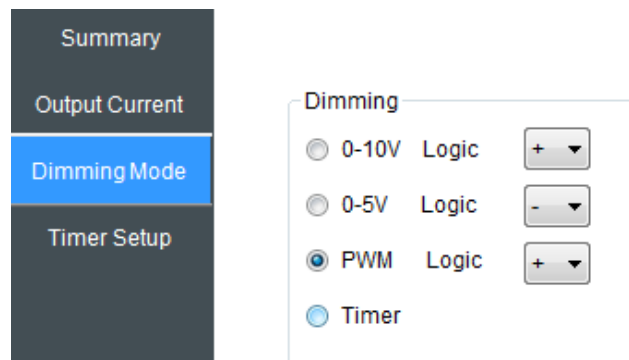 Summary
Output Current
Dimming Mode
Timer Setup
Dimming
0-10V Logic +
0-5V Logic -
PWM Logic +
Timer